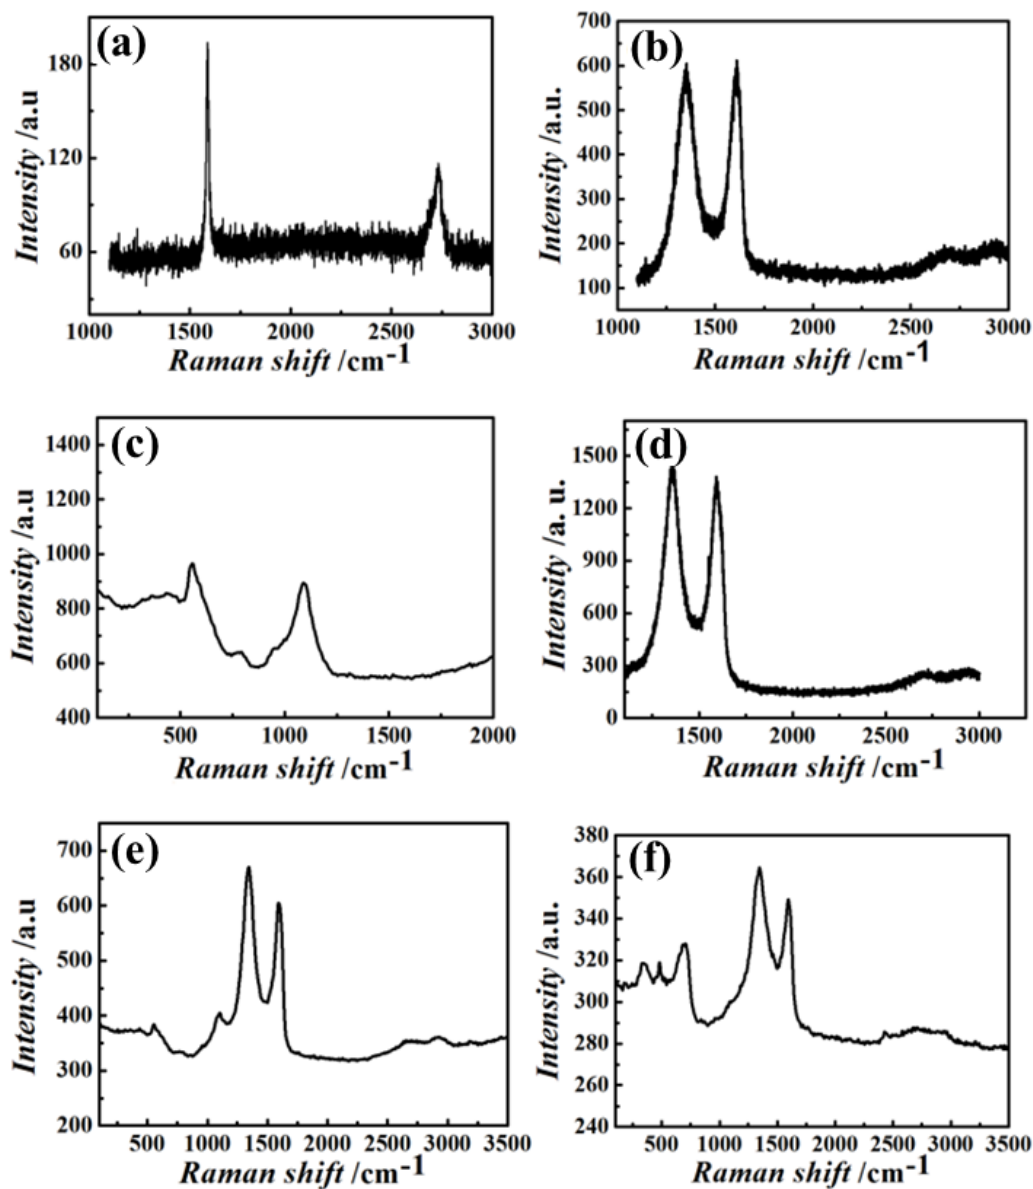 (a)
180
120
60
Intensity /a.u
1000 1500 2000 2500 3000
Raman shift /cm-1
(b)
700
600
500
400
300
200
100
Intensity /a.u.
1000 1500 2000 2500 3000
Raman shift /cm-1
(c)
1400
1200
1000
800
600
400
Intensity /a.u
500 1000 1500 2000
Raman shift /cm-1
(d)
1500
1200
900
600
300
0
Intensity /a. u.
1500 2000 2500 3000
Raman shift /cm-1
(e)
700
600
500
400
300
200
Intensity /a.u
500 1000 1500 2000 2500 3000 3500
Raman shift /cm-1
(f)
380
360
340
320
300
280
260
240
Intensity /a.u.
500 1000 1500 2000 2500 3000 3500
Raman shift /cm-1